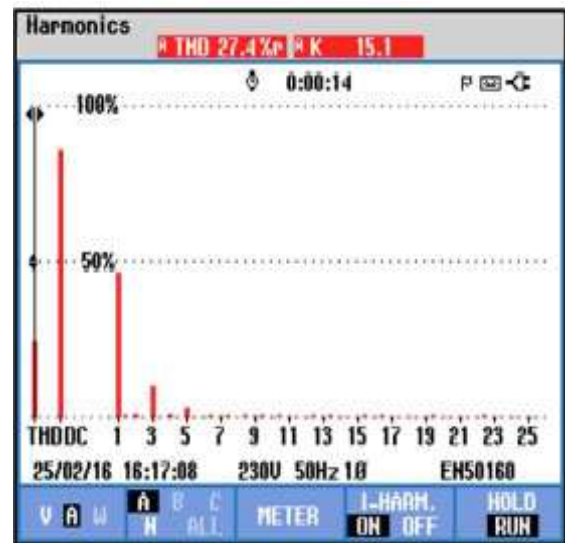 Harmonics
A THD 27.4%r A K 15.1
0:00:14 P
100%
50%
THDDC 1 3 5 7 9 11 13 15 17 19 21 23 25
25/02/16 16:17:08 230V 50Hz 1Ø EN50160
V A W A B C N ALL METER I-HARM. ON OFF HOLD RUN